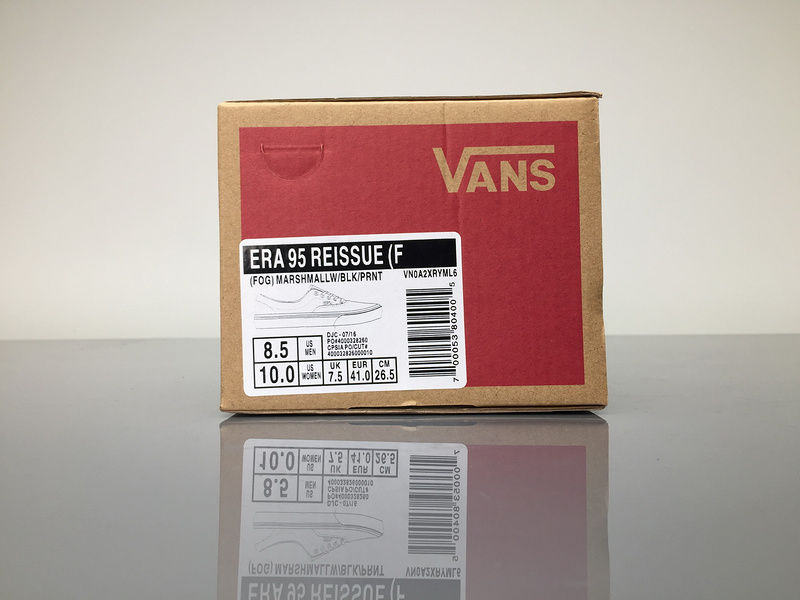 VANS
ERA 95 REISSUE (F
(FOG) MARSHMALLW/BLK/PRNT VN0A2XRYML6
DJC - 07/16
PO#4000328260
CPSIA PO/CUT#
400032826000010
8.5 US MEN
10.0 US WOMEN UK 7.5 EUR 41.0 CM 26.5
7 00053 80400 5